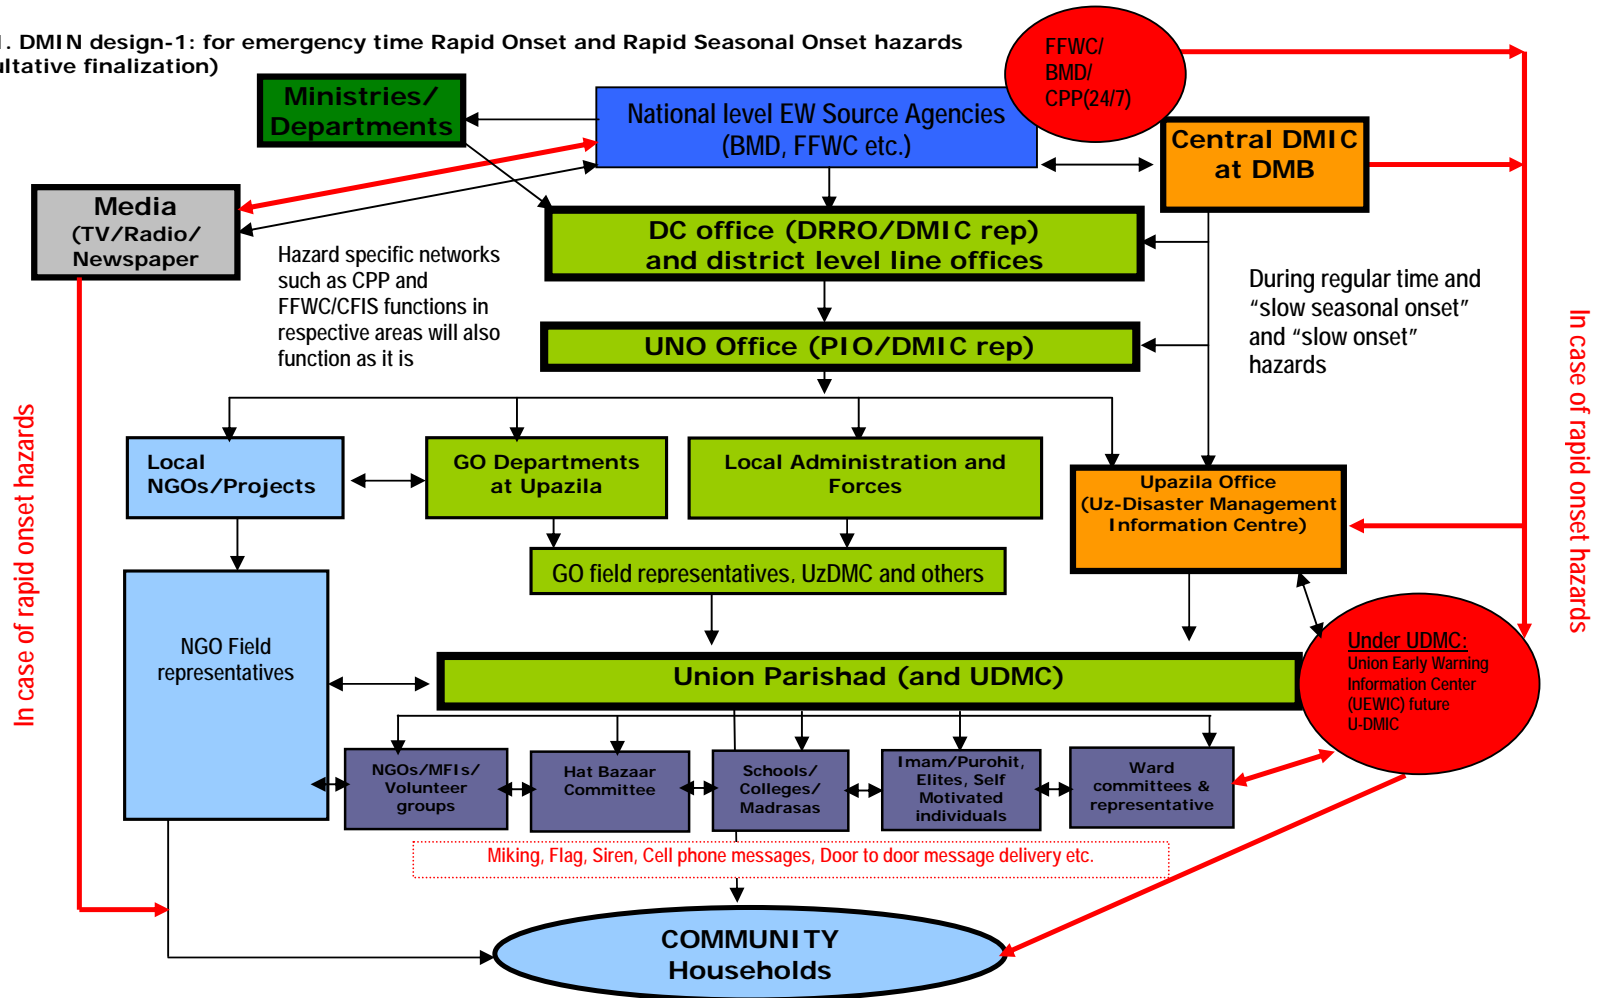 . DMIN design-1: for emergency time Rapid Onset and Rapid Seasonal Onset hazards
ultative finalization)
FFWC/
BMD/
CPP(24/7)
Ministries/
Departments
National level EW Source Agencies
(BMD, FFWC etc.)
Central DMIC
at DMB
Media
(TV/Radio/
Newspaper
DC office (DRRO/DMIC rep)
and district level line offices
Hazard specific networks
such as CPP and
FFWC/CFIS functions in
respective areas will also
function as it is
During regular time and
“slow seasonal onset”
and “slow onset”
hazards
UNO Office (PIO/DMIC rep)
In case of rapid onset hazards
In case of rapid onset hazards
Local
NGOs/Projects
GO Departments
at Upazila
Local Administration and
Forces
Upazila Office
(Uz-Disaster Management
Information Centre)
GO field representatives, UzDMC and others
NGO Field
representatives
Union Parishad (and UDMC)
Under UDMC:
Union Early Warning
Information Center
(UEWIC) future
U-DMIC
NGOs/MFIs/
Volunteer
groups
Hat Bazaar
Committee
Schools/
Colleges/
Madrasas
Imam/Purohit,
Elites, Self
Motivated
individuals
Ward
committees &
representative
Miking, Flag, Siren, Cell phone messages, Door to door message delivery etc.
COMMUNITY
Households